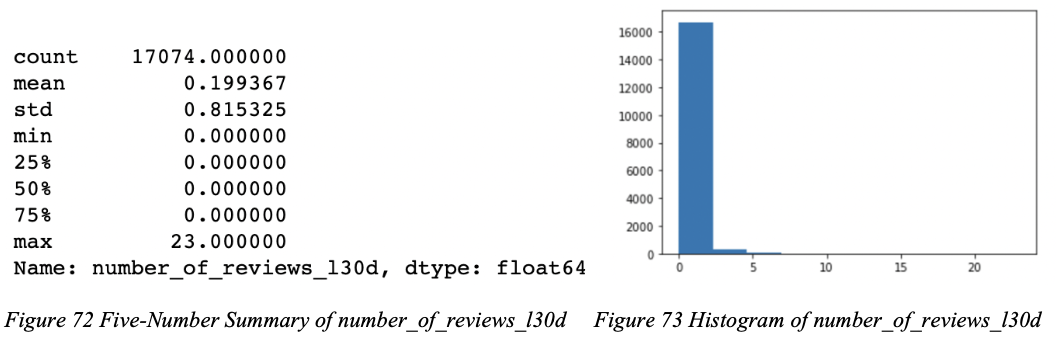 count 17074.000000
mean 0.199367
std 0.815325
min 0.000000
25% 0.000000
50% 0.000000
75% 0.000000
max 23.000000
Name: number_of_reviews_l30d, dtype: float64
Figure 72 Five-Number Summary of number_of_reviews_l30d
16000
14000
12000
10000
8000
6000
4000
2000
0
0 5 10 15 20
Figure 73 Histogram of number_of_reviews_l30d